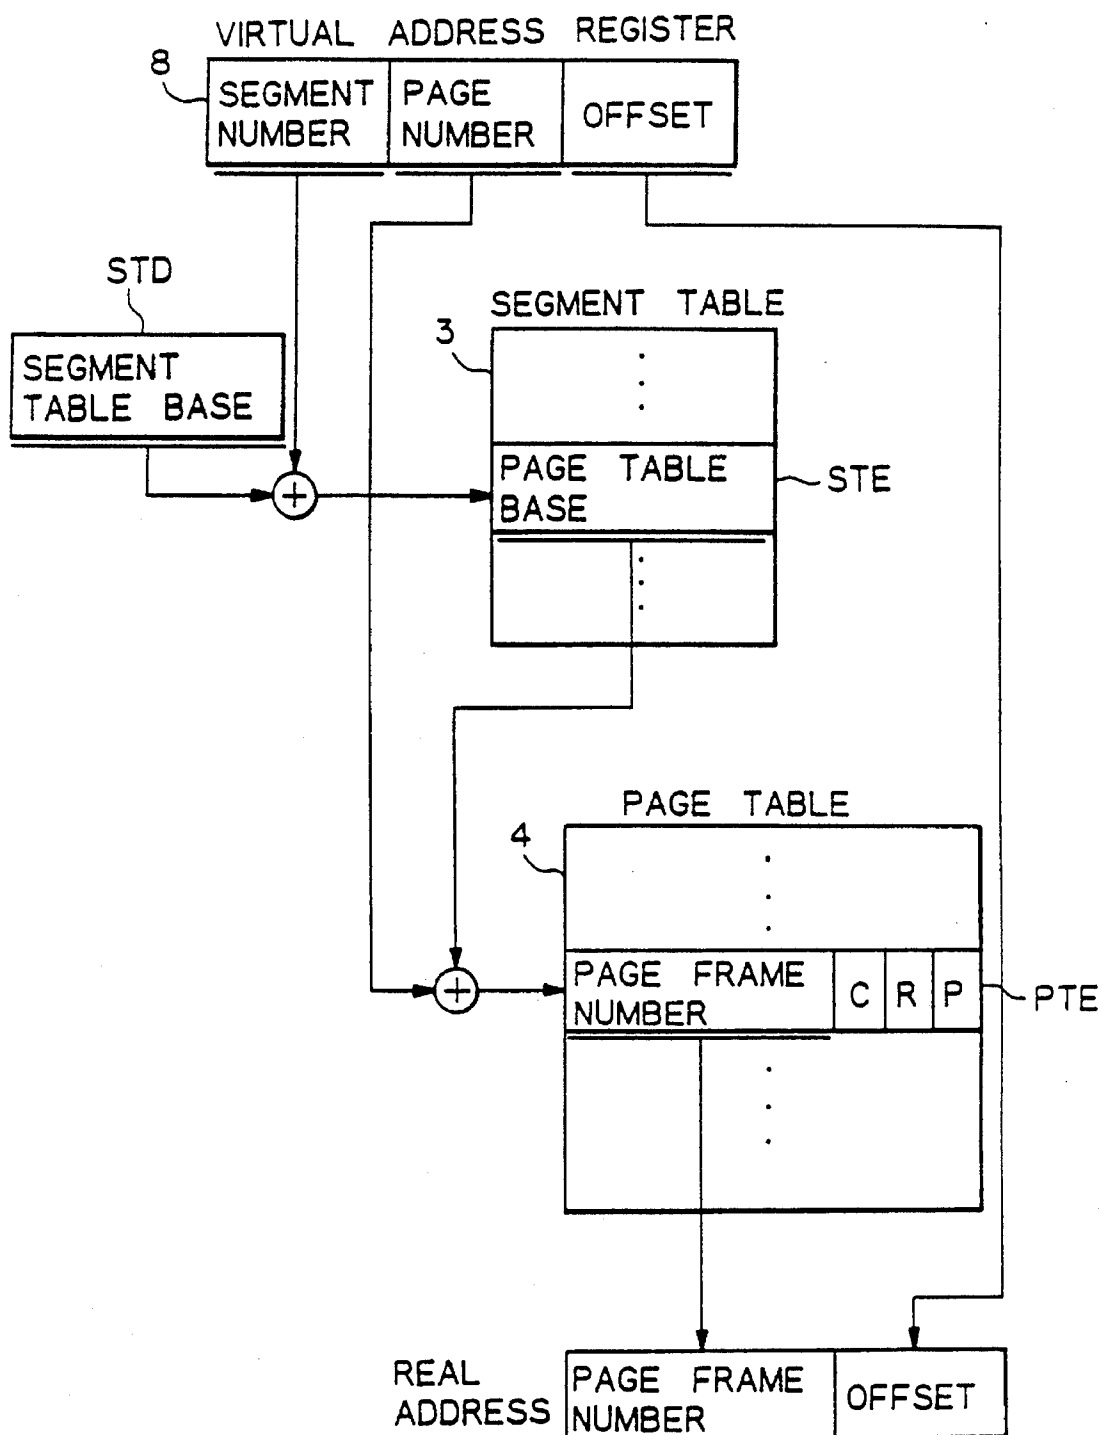 VIRTUAL ADDRESS REGISTER
8
SEGMENT NUMBER
PAGE NUMBER
OFFSET
STD
SEGMENT TABLE BASE
SEGMENT TABLE
3
PAGE TABLE BASE
STE
PAGE TABLE
4
PAGE FRAME NUMBER
C
R
P
PTE
REAL ADDRESS
PAGE FRAME NUMBER
OFFSET